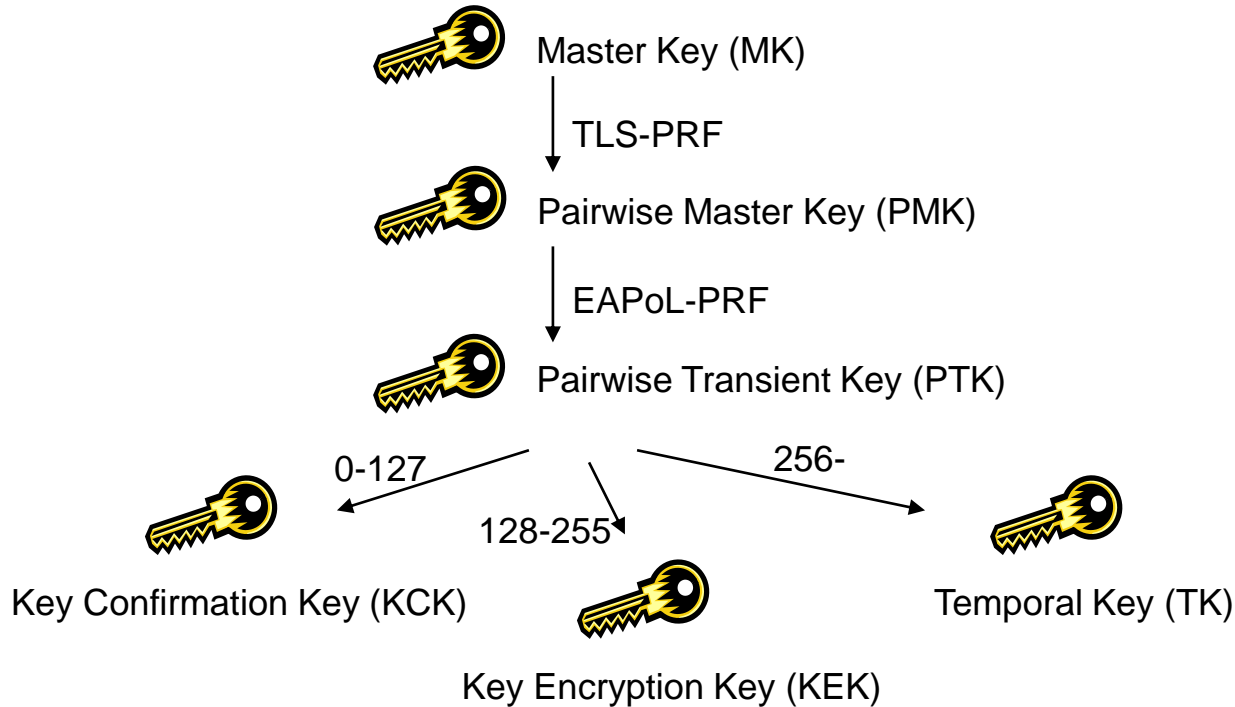 Master Key (MK)
TLS-PRF
Pairwise Master Key (PMK)
EAPoL-PRF
Pairwise Transient Key (PTK)
0-127
256-
128-255
Key Confirmation Key (KCK)
Temporal Key (TK)
Key Encryption Key (KEK)